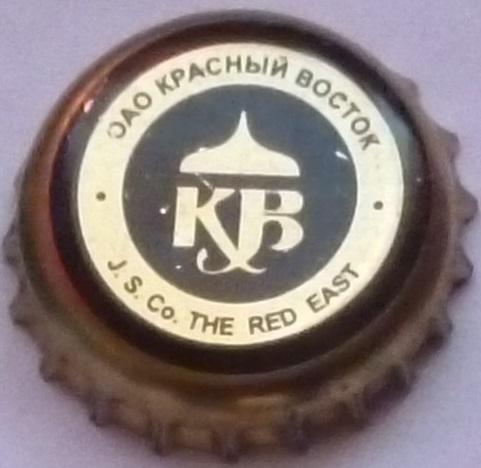 ОАО КРАСНЫЙ ВОСТОК
КВ
J. S. Co. THE RED EAST